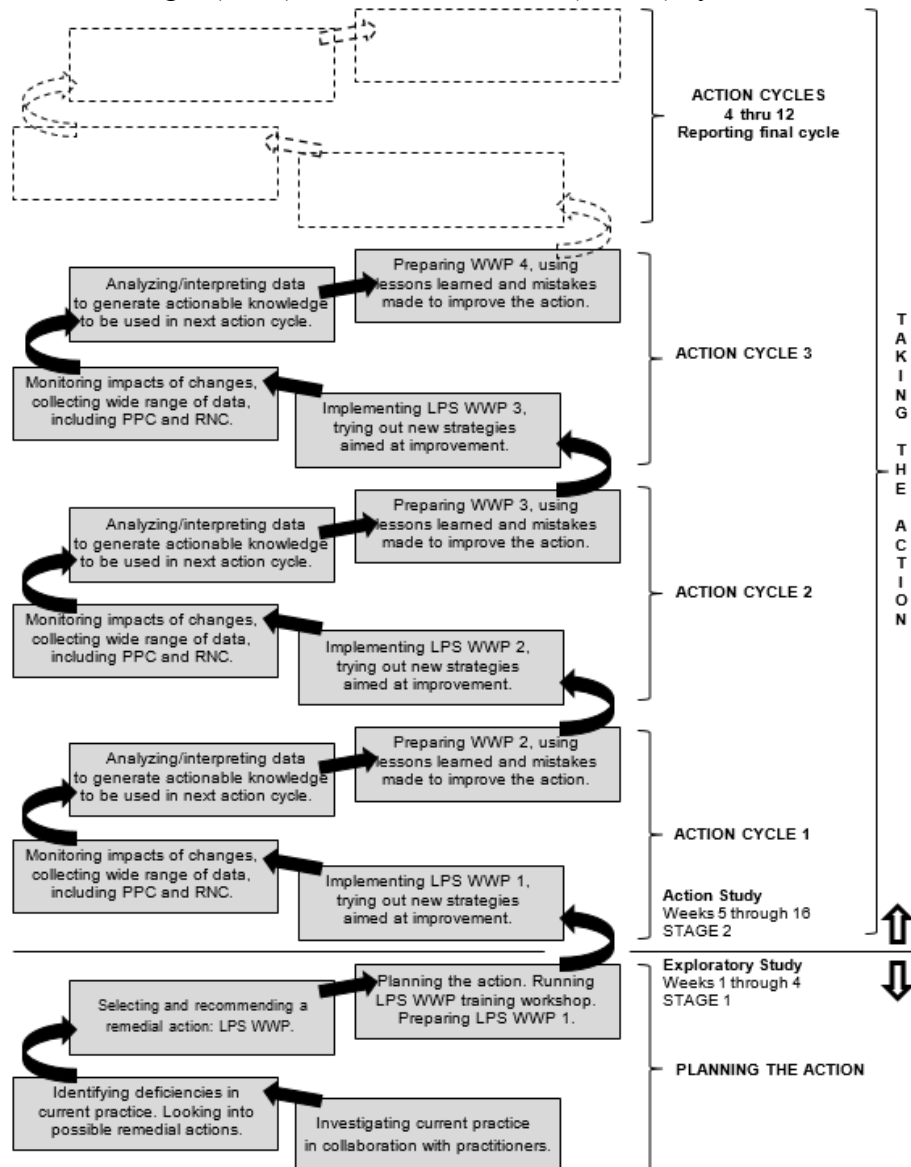 ACTION CYCLES
4 thru 12
Reporting final cycle
Preparing WWP 4, using
lessons learned and mistakes
made to improve the action.
Analyzing/interpreting data
to generate actionable knowledge
to be used in next action cycle.
ACTION CYCLE 3
Monitoring impacts of changes,
collecting wide range of data,
including PPC and RNC.
Implementing LPS WWP 3,
trying out new strategies
aimed at improvement.
TAKING THE ACTION
Preparing WWP 3, using
lessons learned and mistakes
made to improve the action.
Analyzing/interpreting data
to generate actionable knowledge
to be used in next action cycle.
ACTION CYCLE 2
Monitoring impacts of changes,
collecting wide range of data,
including PPC and RNC.
Implementing LPS WWP 2,
trying out new strategies
aimed at improvement.
Preparing WWP 2, using
lessons learned and mistakes
made to improve the action.
Analyzing/interpreting data
to generate actionable knowledge
to be used in next action cycle.
ACTION CYCLE 1
Monitoring impacts of changes,
collecting wide range of data,
including PPC and RNC.
Implementing LPS WWP 1,
trying out new strategies
aimed at improvement.
Action Study
Weeks 5 through 16
STAGE 2
Exploratory Study
Weeks 1 through 4
STAGE 1
Planning the action. Running
LPS WWP training workshop.
Preparing LPS WWP 1.
Selecting and recommending a
remedial action: LPS WWP.
PLANNING THE ACTION
Identifying deficiencies in
current practice. Looking into
possible remedial actions.
Investigating current practice
in collaboration with practitioners.